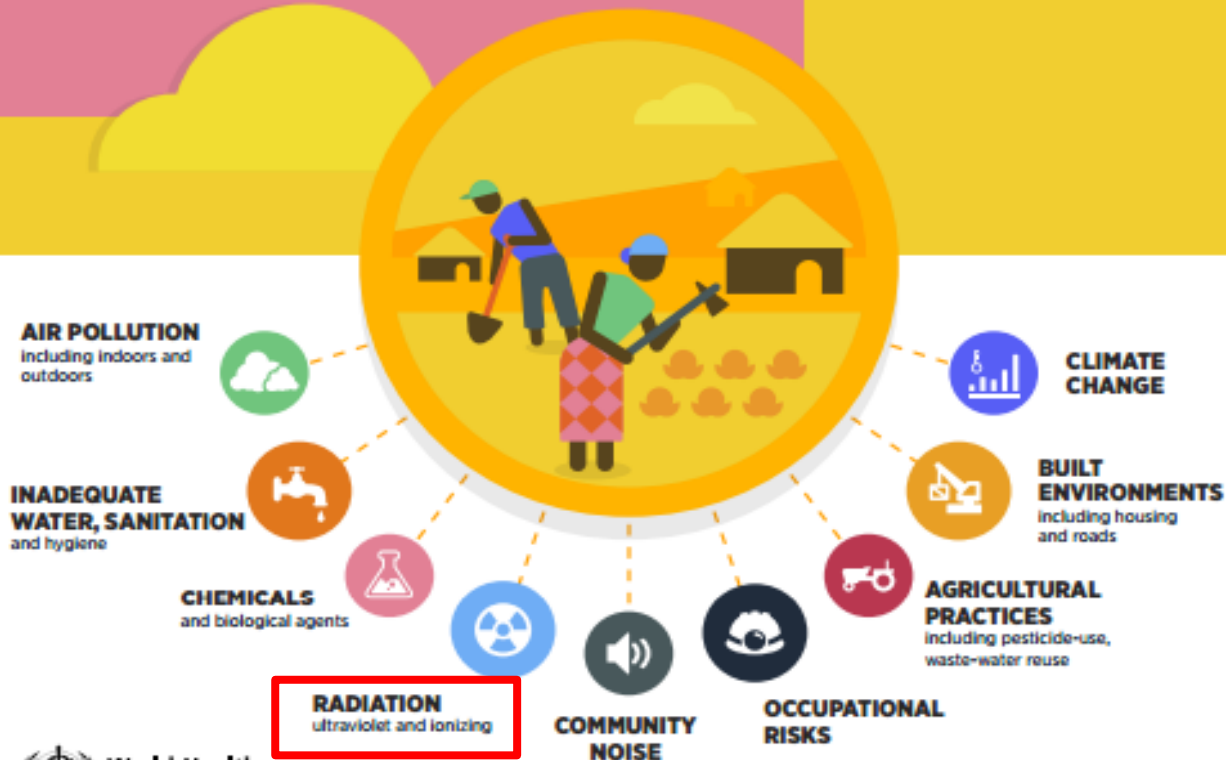 AIR POLLUTION
including indoors and
outdoors
INADEQUATE
WATER, SANITATION
and hygiene
CHEMICALS
and biological agents
RADIATION
ultraviolet and ionizing
COMMUNITY
NOISE
OCCUPATIONAL
RISKS
AGRICULTURAL
PRACTICES
including pesticide-use,
waste-water reuse
BUILT
ENVIRONMENTS
including housing
and roads
CLIMATE
CHANGE